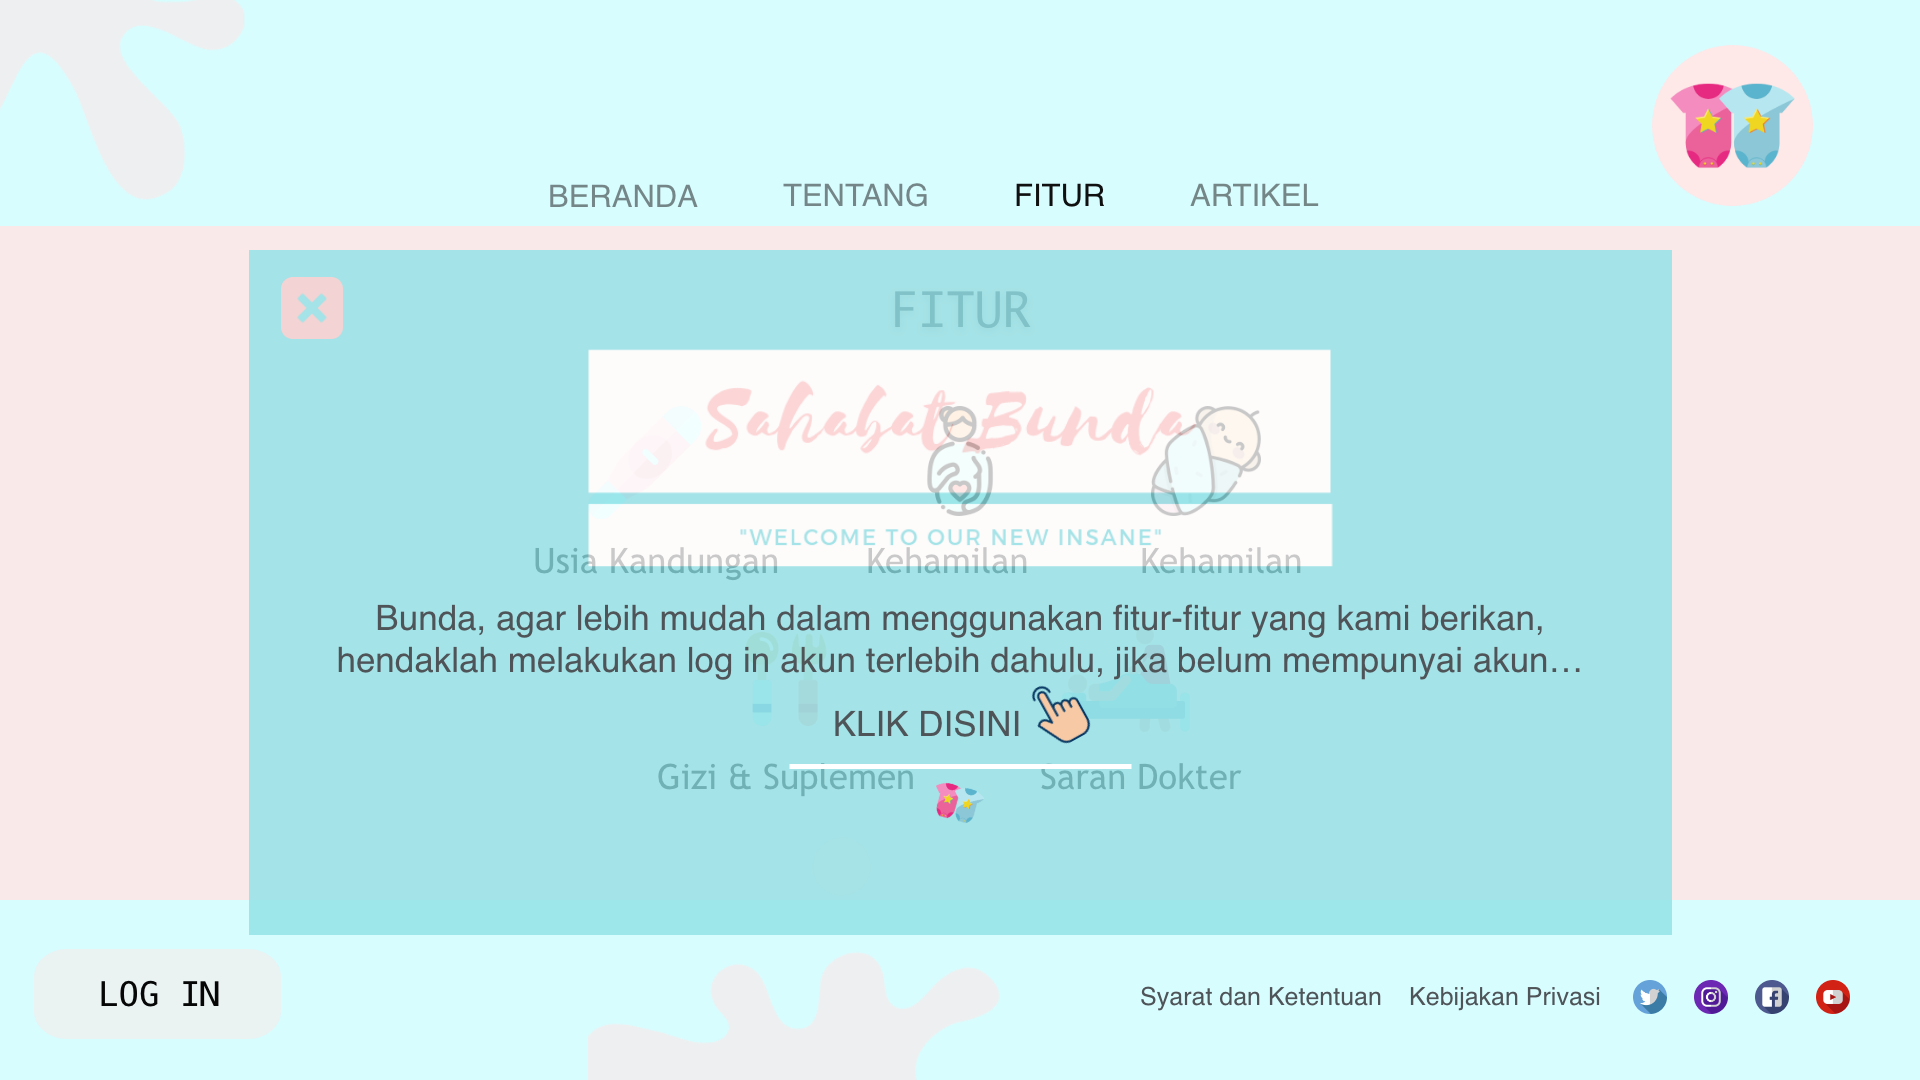 BERANDA TENTANG FITUR ARTIKEL
FITUR
Sahabat Bunda
"WELCOME TO OUR NEW INSANE"
Usia Kandungan Kehamilan Kehamilan
Bunda, agar lebih mudah dalam menggunakan fitur-fitur yang kami berikan,
hendaklah melakukan log in akun terlebih dahulu, jika belum mempunyai akun...
KLIK DISINI
Gizi & Suplemen Saran Dokter
LOG IN
Syarat dan Ketentuan Kebijakan Privasi